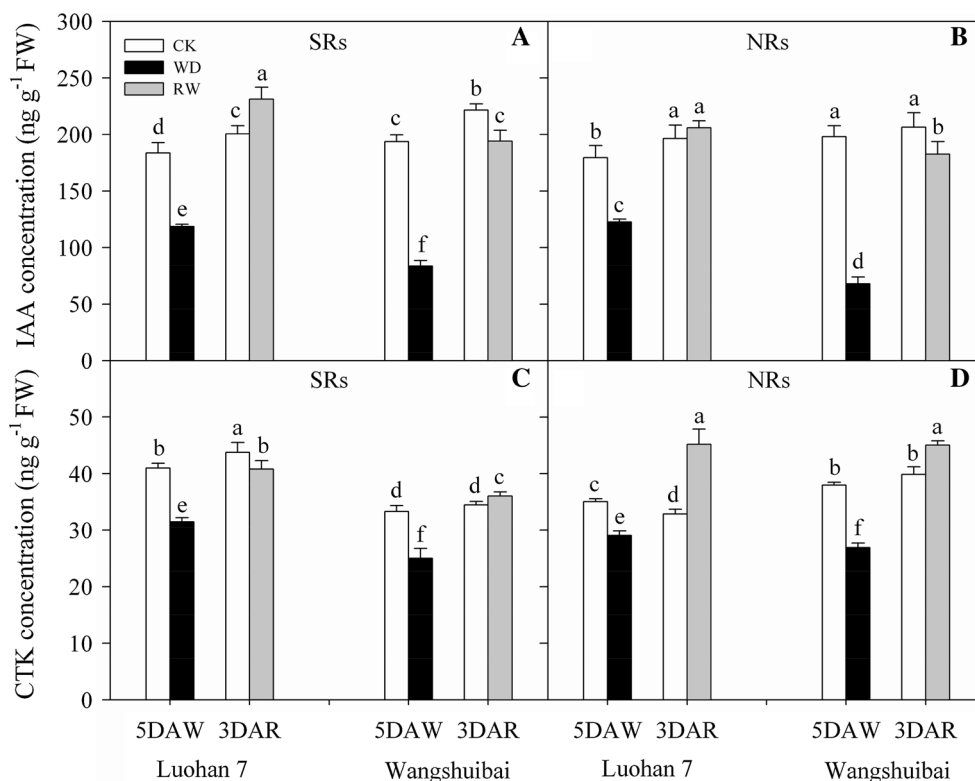 300
250
200
150
100
50
0
IAA concentration (ng g⁻¹ FW)
SRs
A
CK
WD
RW
d
e
c
a
c
f
b
c
NRs
B
b
c
a
a
a
d
a
b
50
40
30
20
10
0
CTK concentration (ng g⁻¹ FW)
SRs
C
b
e
a
b
d
f
d
c
NRs
D
c
e
d
a
b
f
b
a
5DAW 3DAR 5DAW 3DAR 5DAW 3DAR 5DAW 3DAR
Luohan 7 Wangshuibai Luohan 7 Wangshuibai